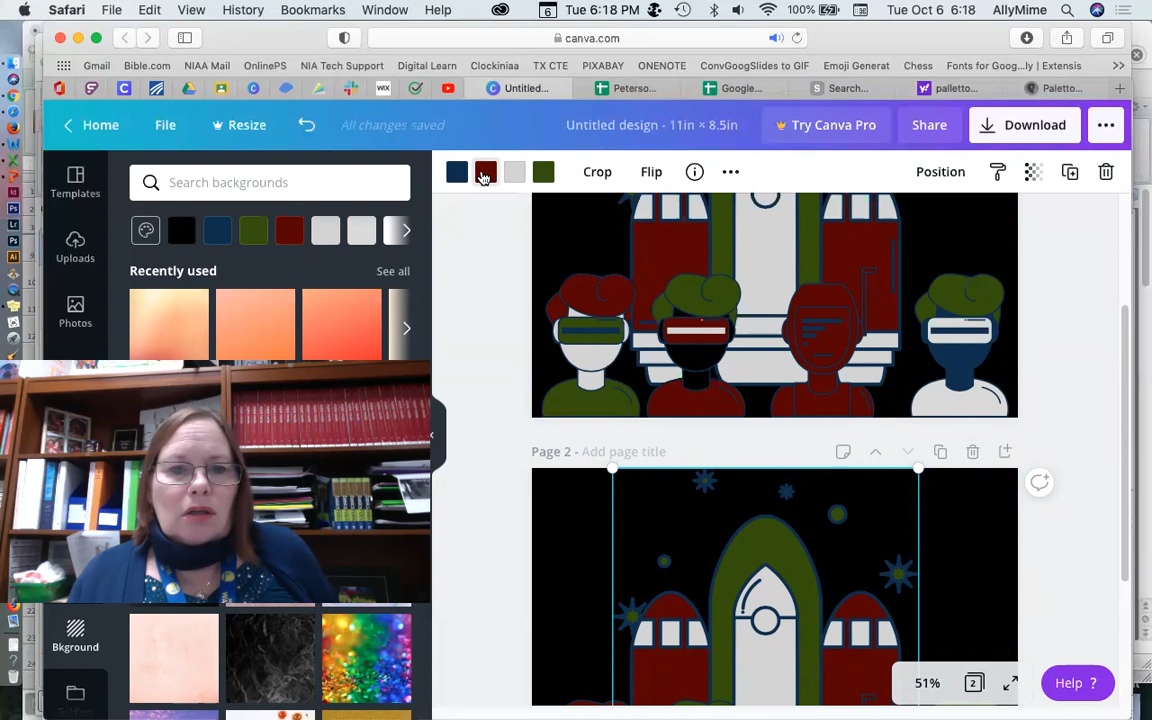 Safari File Edit View History Bookmarks Window Help 6 Tue 6:18 PM 100% Tue Oct 6 6:18 AllyMime
canva.com
Gmail Bible.com NIAA Mail OnlinePS NIA Tech Support Digital Learn Clockiniaa TX CTE PIXABAY ONENOTE ConvGoogSlides to GIF Emoji Generat Chess Fonts for Goog...ly | Extensis >>
WIX Untitled... Peterso... Google... S Search... palletto... Paletto...
Home File Resize All changes saved Untitled design - 11in × 8.5in Try Canva Pro Share Download
Templates
Uploads
Photos
Bkground
Search backgrounds
Recently used See all
Crop Flip Position
Page 2 - Add page title
51% 2 Help ?